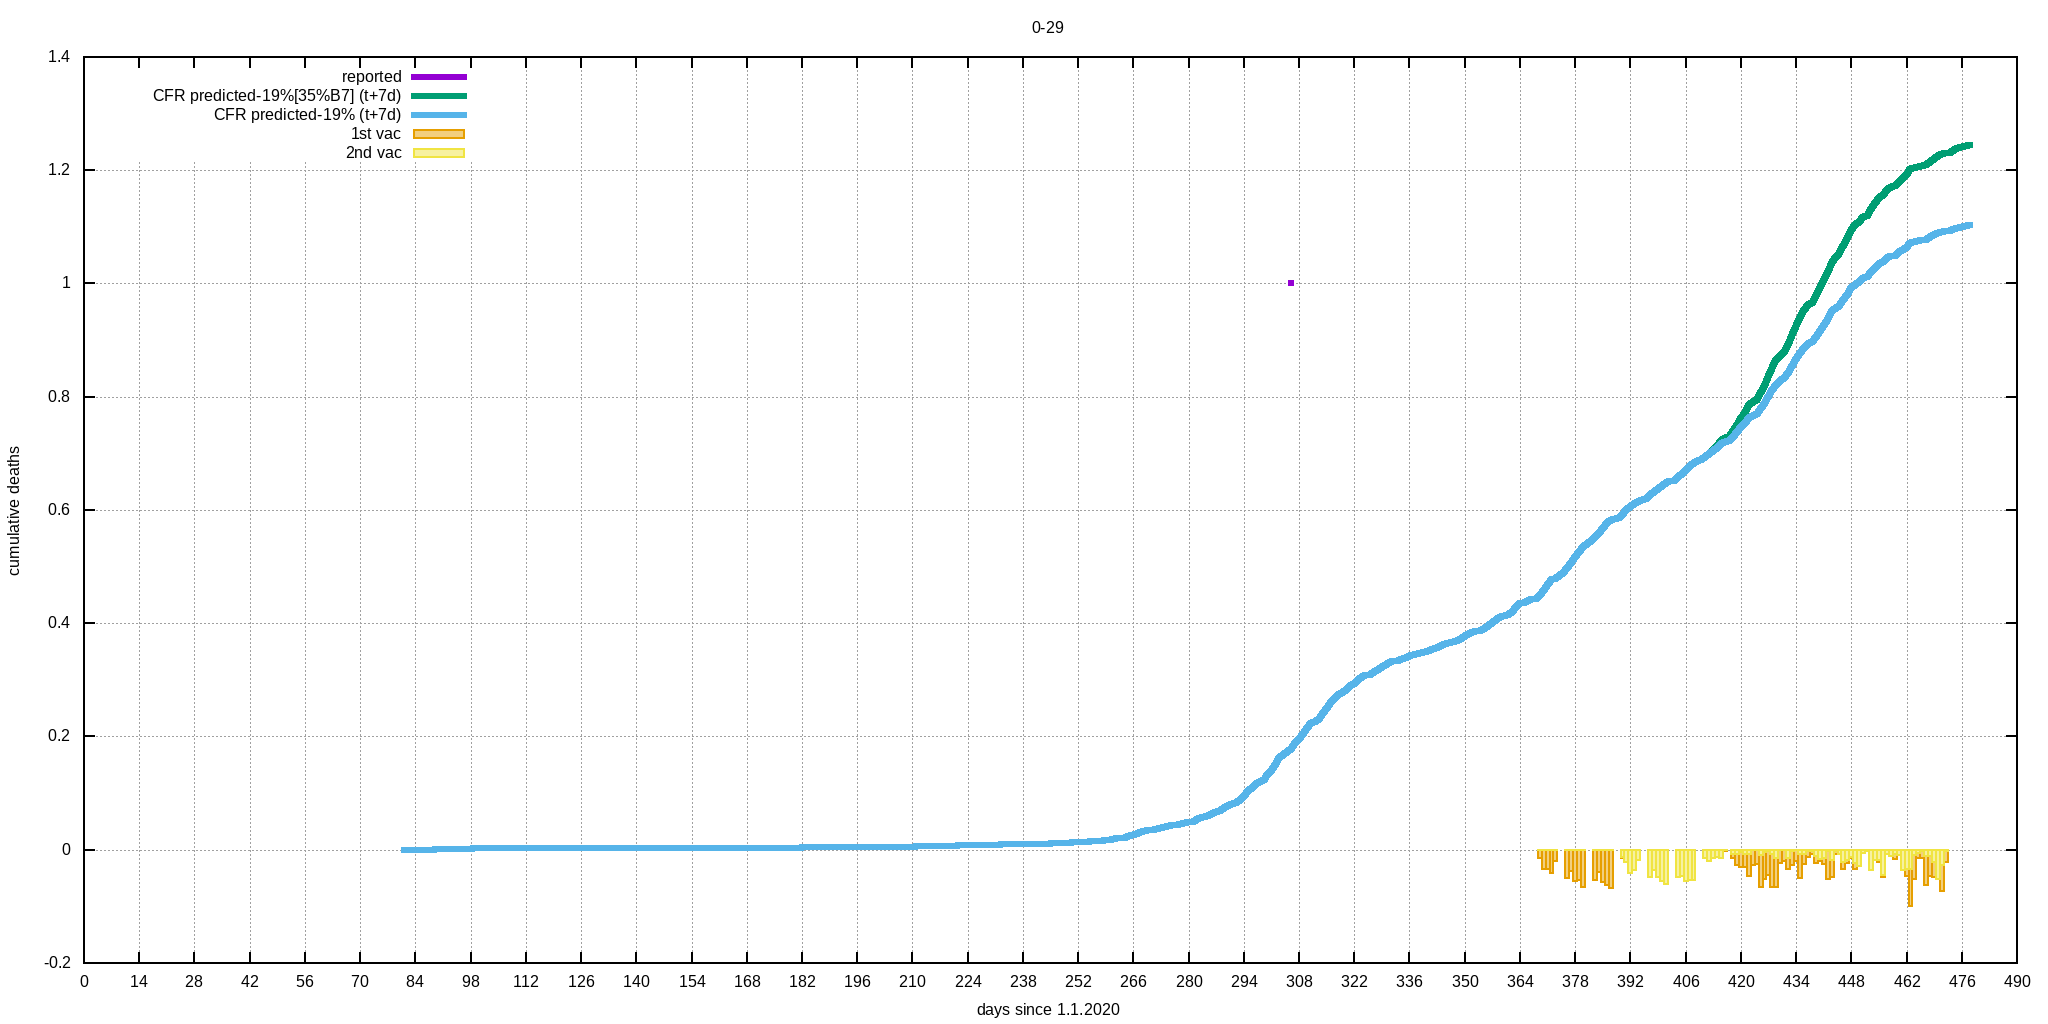 0-29
1.4
1.2
1
0.8
0.6
0.4
0.2
0
-0.2
cumulative deaths
reported
CFR predicted-19%[35%B7] (t+7d)
CFR predicted-19% (t+7d)
1st vac
2nd vac
0 14 28 42 56 70 84 98 112 126 140 154 168 182 196 210 224 238 252 266 280 294 308 322 336 350 364 378 392 406 420 434 448 462 476 490
days since 1.1.2020